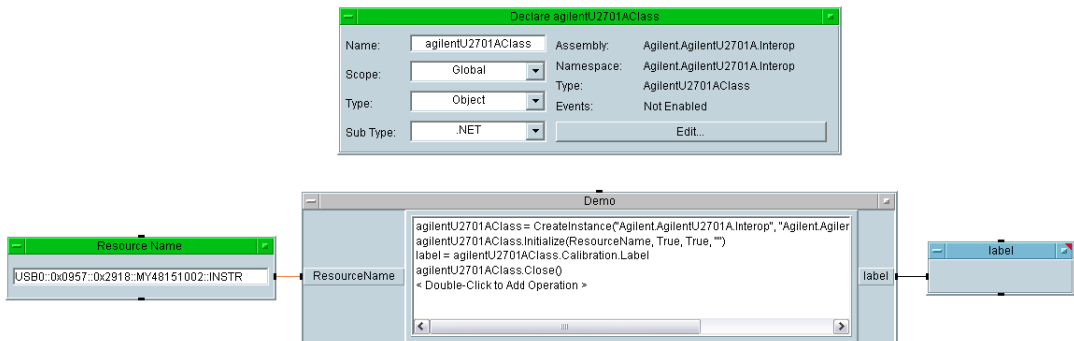 Declare agilentU2701AClass
Name: agilentU2701AClass
Assembly: Agilent.AgilentU2701A.Interop
Scope: Global
Namespace: Agilent.AgilentU2701A.Interop
Type: AgilentU2701AClass
Type: Object
Events: Not Enabled
Sub Type: .NET
Edit...
Demo
agilentU2701AClass = CreateInstance("Agilent.AgilentU2701A.Interop", "Agilent.Agiler
agilentU2701AClass.Initialize(ResourceName, True, True, "")
label = agilentU2701AClass.Calibration.Label
agilentU2701AClass.Close()
« Double-Click to Add Operation »
Resource Name
USB0::0x0957::0x2918::MY48151002::INSTR
ResourceName
label
label